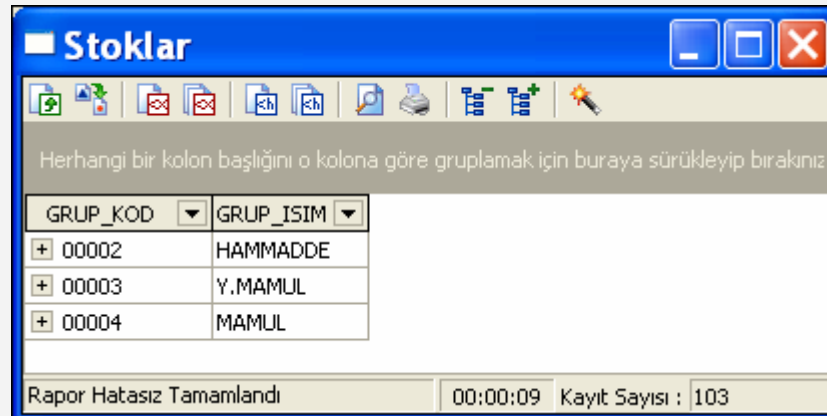 Stoklar
Herhangi bir kolon başlığını o kolona göre gruplamak için buraya sürükleyip bırakınız
GRUP_KOD GRUP_ISIM
00002 HAMMADDE
00003 Y.MAMUL
00004 MAMUL
Rapor Hatasız Tamamlandı 00:00:09 Kayıt Sayısı : 103